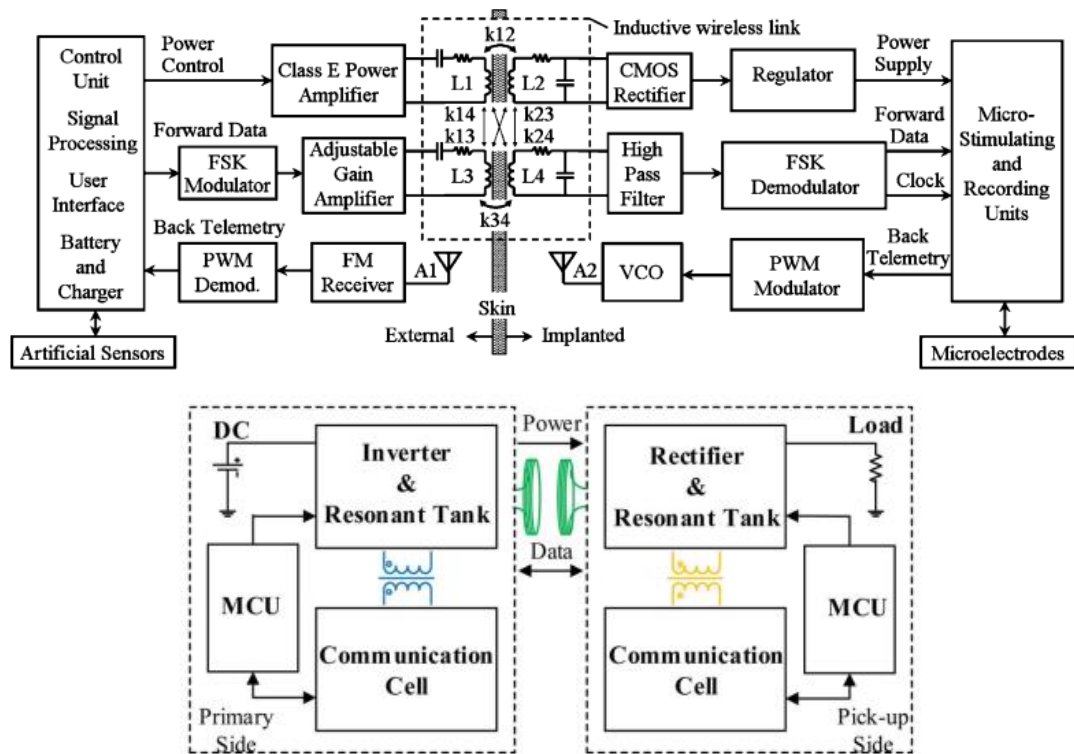 Control
Unit
Signal
Processing
User
Interface
Battery
and
Charger
Artificial Sensors
Power
Control
Forward Data
FSK
Modulator
Back Telemetry
PWM
Demod.
Class E Power
Amplifier
Adjustable
Gain
Amplifier
FM
Receiver
A1
Inductive wireless link
k12
L1
L2
k14
k23
k13
k24
L3
L4
k34
Skin
External
Implanted
A2
CMOS
Rectifier
High
Pass
Filter
VCO
Regulator
FSK
Demodulator
PWM
Modulator
Power
Supply
Forward
Data
Clock
Back
Telemetry
Micro-
Stimulating
and
Recording
Units
Microelectrodes
DC
Inverter
&
Resonant Tank
MCU
Communication
Cell
Primary
Side
Power
Data
Rectifier
&
Resonant Tank
Load
MCU
Communication
Cell
Pick-up
Side